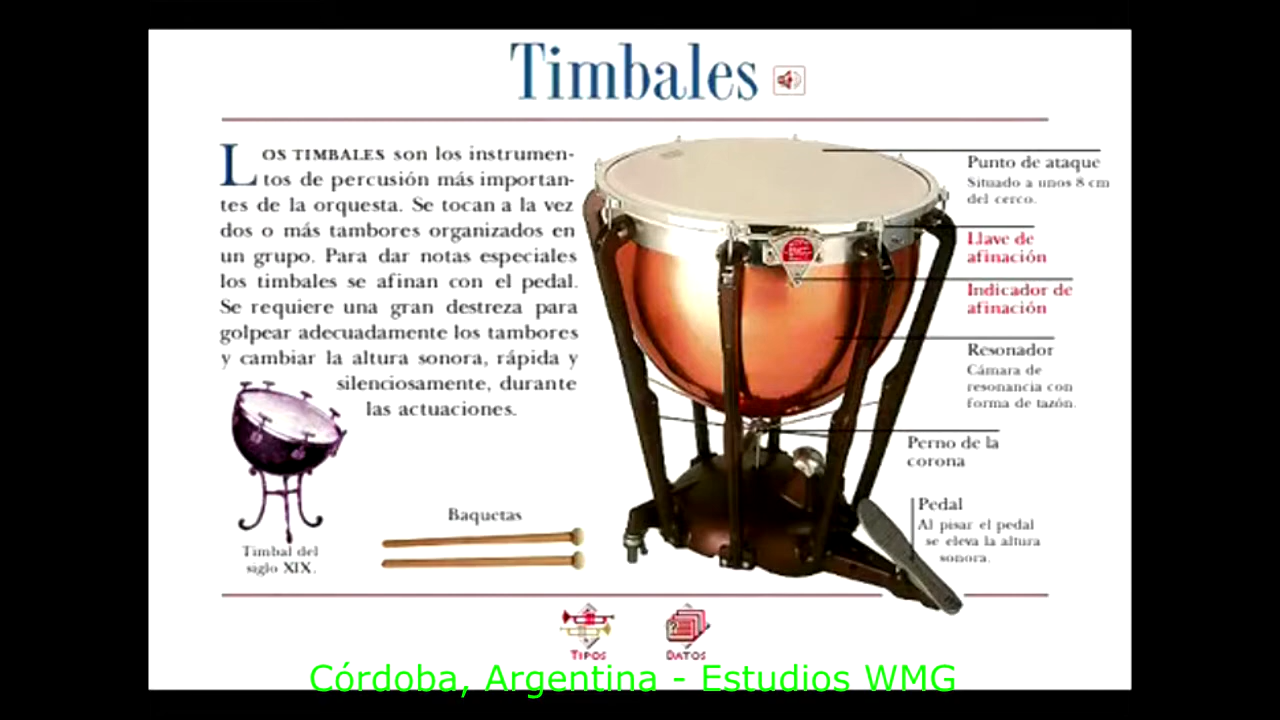 Timbales
LOS TIMBALES son los instrumen-
tos de percusión más importan-
tes de la orquesta. Se tocan a la vez
dos o más tambores organizados en
un grupo. Para dar notas especiales
los timbales se afinan con el pedal.
Se requiere una gran destreza para
golpear adecuadamente los tambores
y cambiar la altura sonora, rápida y
silenciosamente, durante
las actuaciones.
Timbal del
siglo XIX.
Baquetas
Punto de ataque
Situado a unos 8 cm
del cerco.
Llave de
afinación
Indicador de
afinación
Resonador
Cámara de
resonancia con
forma de tazón.
Perno de la
corona
Pedal
Al pisar el pedal
se eleva la altura
sonora.
TIPOS
DATOS
Córdoba, Argentina - Estudios WMG